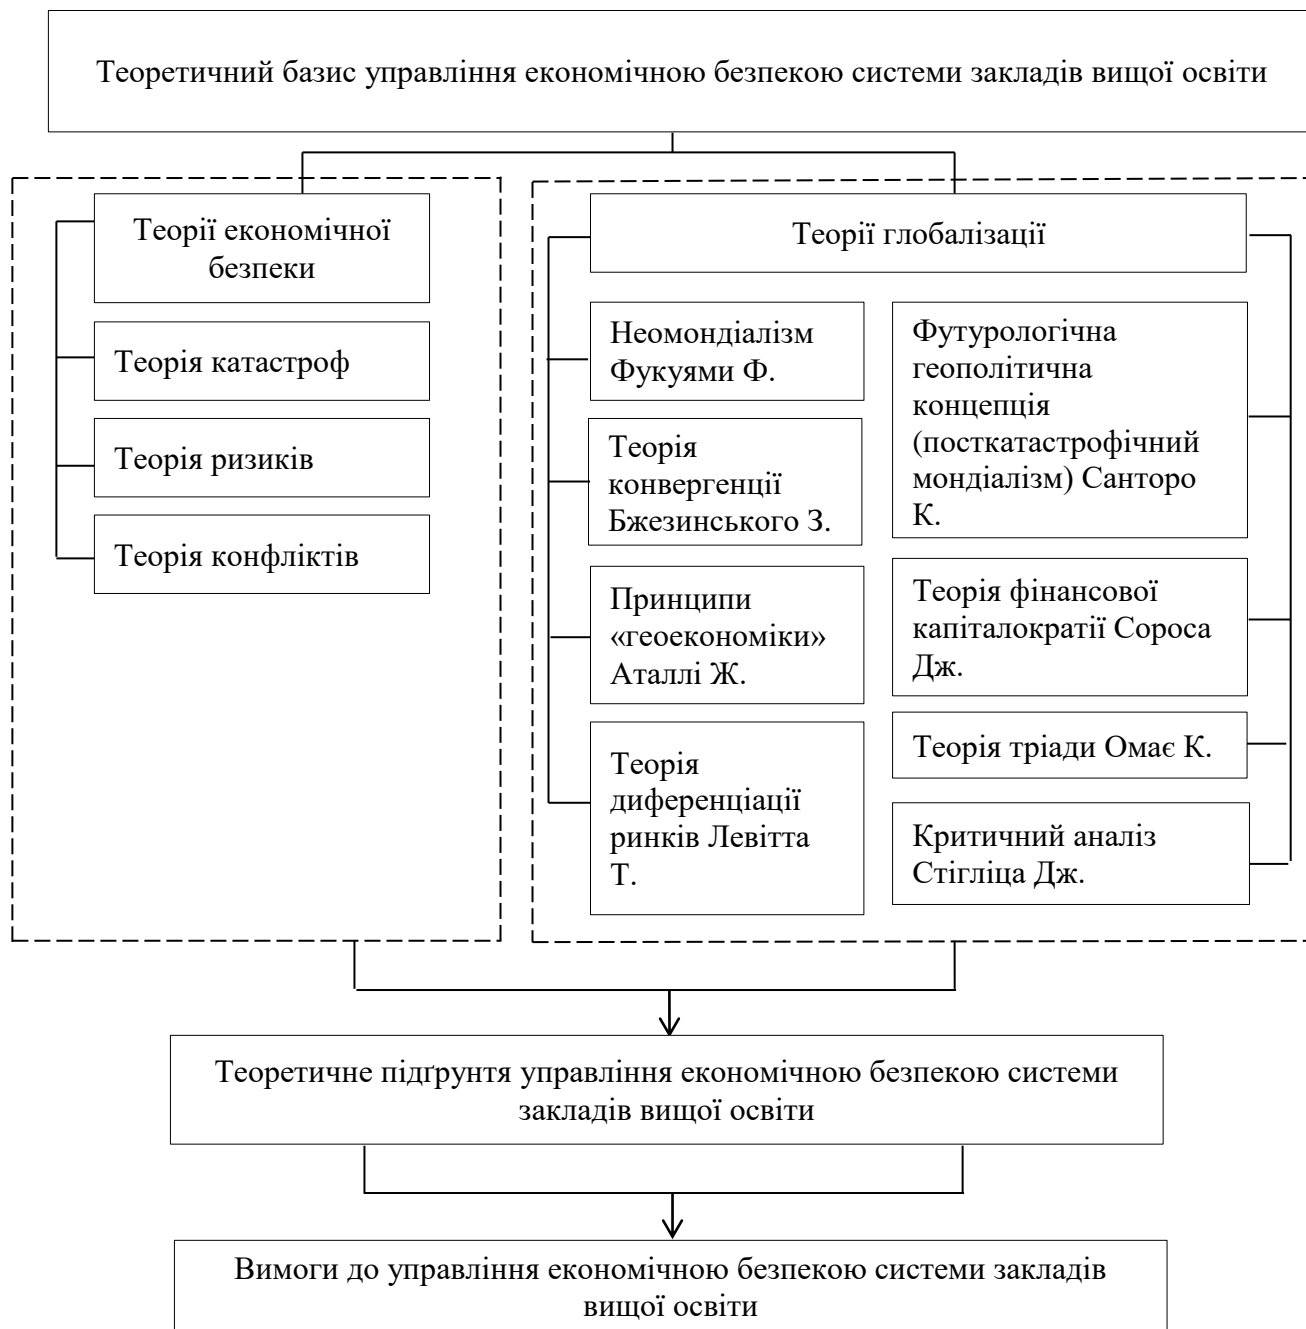 Теоретичний базис управління економічною безпекою системи закладів вищої освіти
Теорії економічної
безпеки
Теорія катастроф
Теорія ризиків
Теорія конфліктів
Теорії глобалізації
Неомондіалізм
Фукуями Ф.
Теорія
конвергенції
Бжезинського З.
Принципи
«геоекономіки»
Аталлі Ж.
Теорія
диференціації
ринків Левітта
Т.
Футурологічна
геополітична
концепція
(посткатастрофічний
мондіалізм) Санторо
К.
Теорія фінансової
капіталократії Сороса
Дж.
Теорія тріади Омає К.
Критичний аналіз
Стігліца Дж.
Теоретичне підґрунтя управління економічною безпекою системи
закладів вищої освіти
Вимоги до управління економічною безпекою системи закладів
вищої освіти